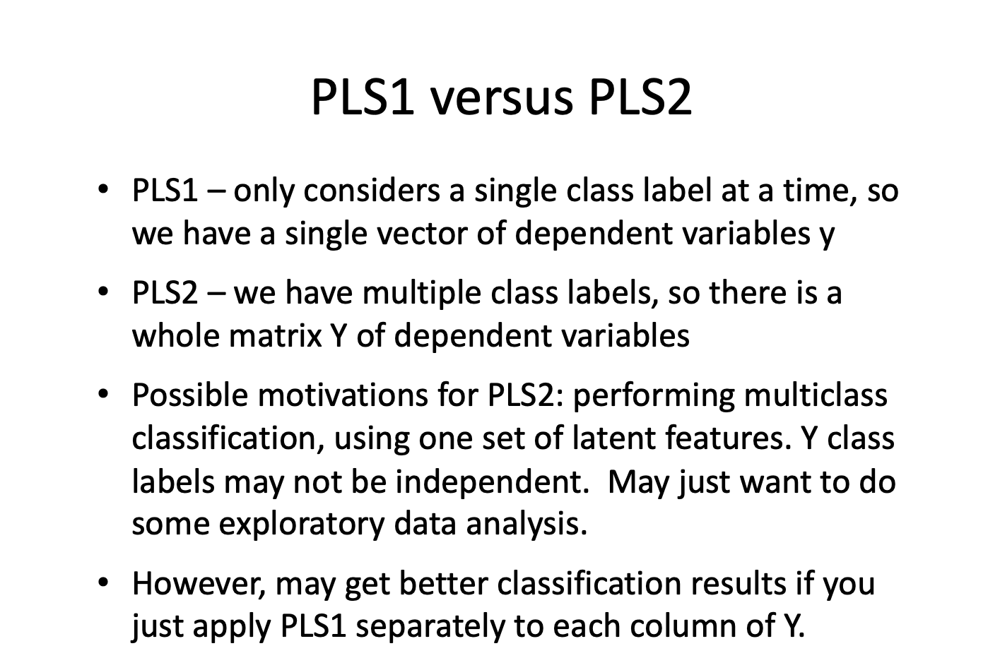 PLS1 versus PLS2
• PLS1 – only considers a single class label at a time, so
we have a single vector of dependent variables y
• PLS2 – we have multiple class labels, so there is a
whole matrix Y of dependent variables
• Possible motivations for PLS2: performing multiclass
classification, using one set of latent features. Y class
labels may not be independent.  May just want to do
some exploratory data analysis.
• However, may get better classification results if you
just apply PLS1 separately to each column of Y.